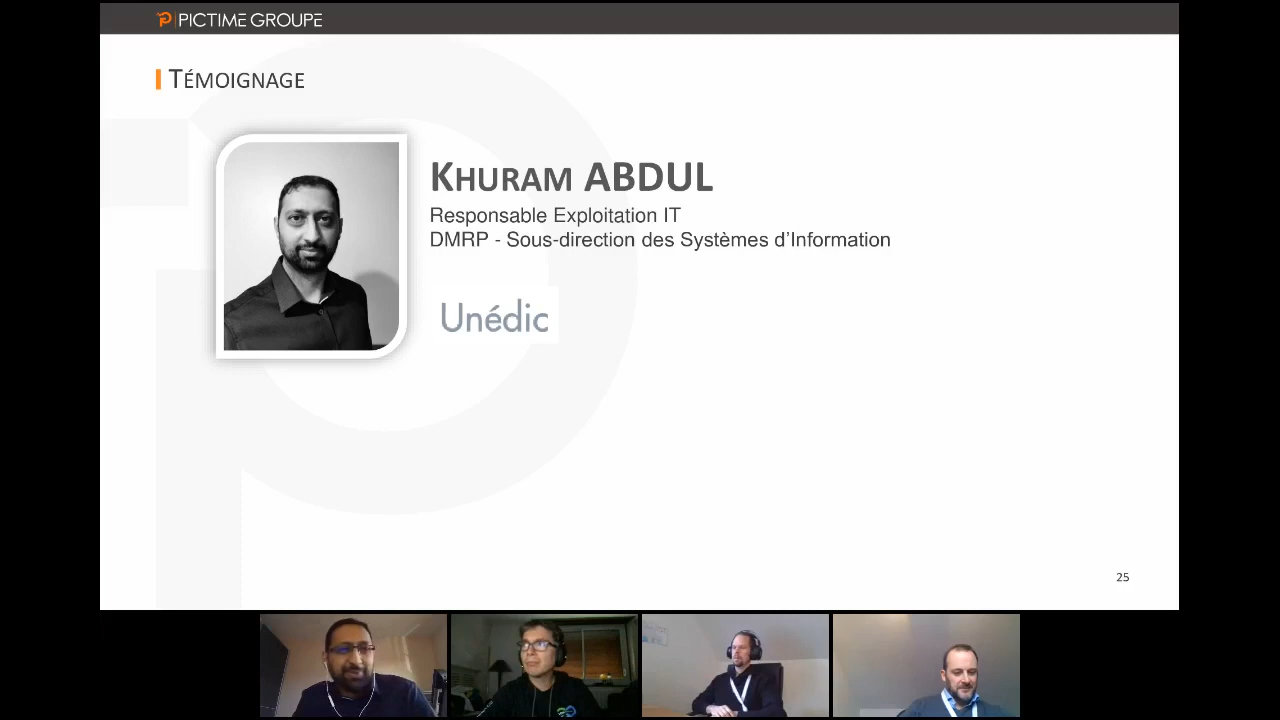 PICTIME GROUPE
TÉMOIGNAGE
KHURAM ABDUL
Responsable Exploitation IT
DMRP - Sous-direction des Systèmes d'Information
Unédic
25